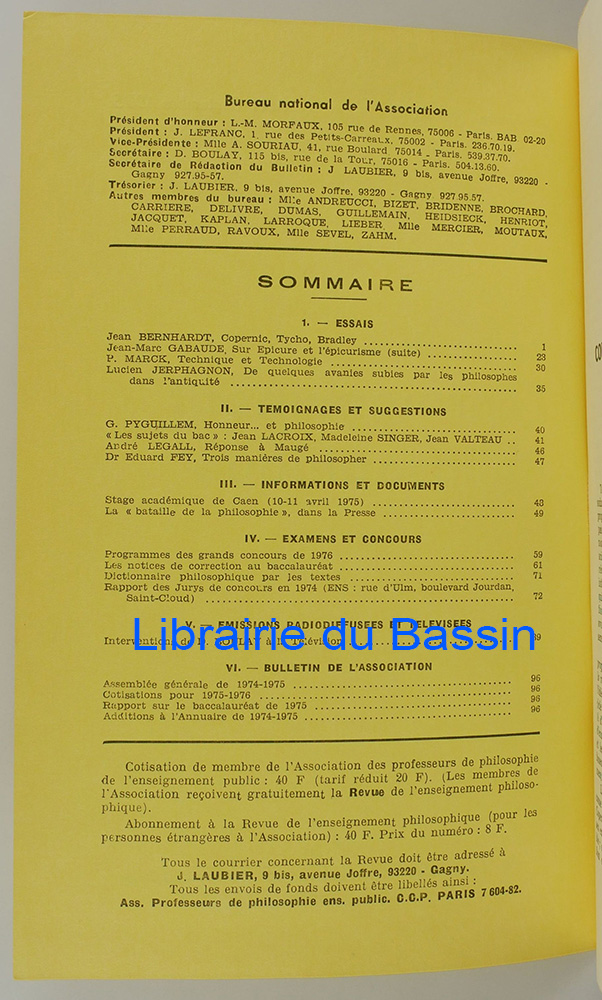 Bureau national de l'Association
Président d'honneur : L.-M. MORFAUX, 105 rue de Rennes, 75006 - Paris. BAB 02-20
Président : J. LEFRANC, 1 rue des Petits-Carreaux, 75002 - Paris. 236.70.19.
Vice-Présidente : Mlle A. SOURIAU, 41, rue Boulard 75014 - Paris. 539.37.70.
Secrétaire : D. BOULAY, 115 bis, rue de la Tour, 75016 - Paris. 504.13.60.
Secrétaire de Rédaction du Bulletin : J LAUBIER, 9 bis, avenue Joffre, 93220 -
Gagny 927.95-57.
Trésorier : J. LAUBIER, 9 bis, avenue Joffre, 93220 - Gagny 927.95.57.
Autres membres du bureau : Mlle ANDREUCCI, BIZET, BRIDENNE, BROCHARD,
CARRIERE, DELIVRE, DUMAS, GUILLEMAIN, HEIDSIECK, HENRIOT,
JACQUET, KAPLAN, LARROQUE, LIEBER Mlle MERCIER, MOUTAUX,
Mlle PERRAUD, RAVOUX, Mlle SEVEL, ZAHM.
SOMMAIRE
1. — ESSAIS
Jean BERNHARDT, Copernic, Tycho, Bradley 1
Jean-Marc GABAUDE, Sur Epicure et l'épicurisme (suite) 23
P. MARCK, Technique et Technologie 30
Lucien JERPHAGNON, De quelques avanies subies par les philosophes
dans l'antiquité 35
II. — TEMOIGNAGES ET SUGGESTIONS
G. PYGUILLEM, Honneur... et philosophie 40
« Les sujets du bac » : Jean LACROIX, Madeleine SINGER, Jean VALTEAU .. 41
André LEGALL, Réponse à Maugé 46
Dr Eduard FEY, Trois manières de philosopher 47
III. — INFORMATIONS ET DOCUMENTS
Stage académique de Caen (10-11 avril 1975) 48
La « bataille de la philosophie », dans la Presse 49
IV. — EXAMENS ET CONCOURS
Programmes des grands concours de 1976 59
Les notices de correction au baccalauréat 61
Dictionnaire philosophique par les textes 71
Rapport des Jurys de concours en 1974 (ENS : rue d'Ulm, boulevard Jourdan,
Saint-Cloud) 72
V. — EMISSIONS RADIODIFFUSEES ET TELEVISEES
Librairie du Bassin
Intervention de D. BOULAY à la Télévision 89
VI. — BULLETIN DE L'ASSOCIATION
Assemblée générale de 1974-1975 96
Cotisations pour 1975-1976 96
Rapport sur le baccalauréat de 1975 96
Additions à l'Annuaire de 1974-1975 96
Cotisation de membre de l'Association des professeurs de philosophie
de l'enseignement public : 40 F (tarif réduit 20 F). (Les membres de
l'Association reçoivent gratuitement la Revue de l'enseignement philoso-
phique).
Abonnement à la Revue de l'enseignement philosophique (pour les
personnes étrangères à l'Association) : 40 F. Prix du numéro : 8 F.
Tous le courrier concernant la Revue doit être adressé à
J. LAUBIER, 9 bis, avenue Joffre, 93220 - Gagny.
Tous les envois de fonds doivent être libellés ainsi :
Ass. Professeurs de philosophie ens. public. C.C.P. PARIS 7 604-82.